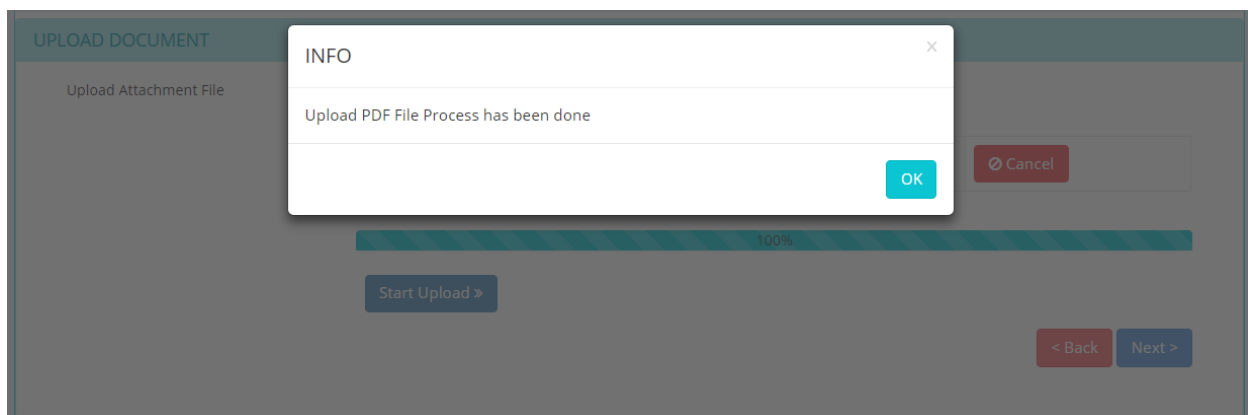 UPLOAD DOCUMENT
INFO
×
Upload Attachment File
Upload PDF File Process has been done
Cancel
OK
100%
Start Upload »
< Back Next >